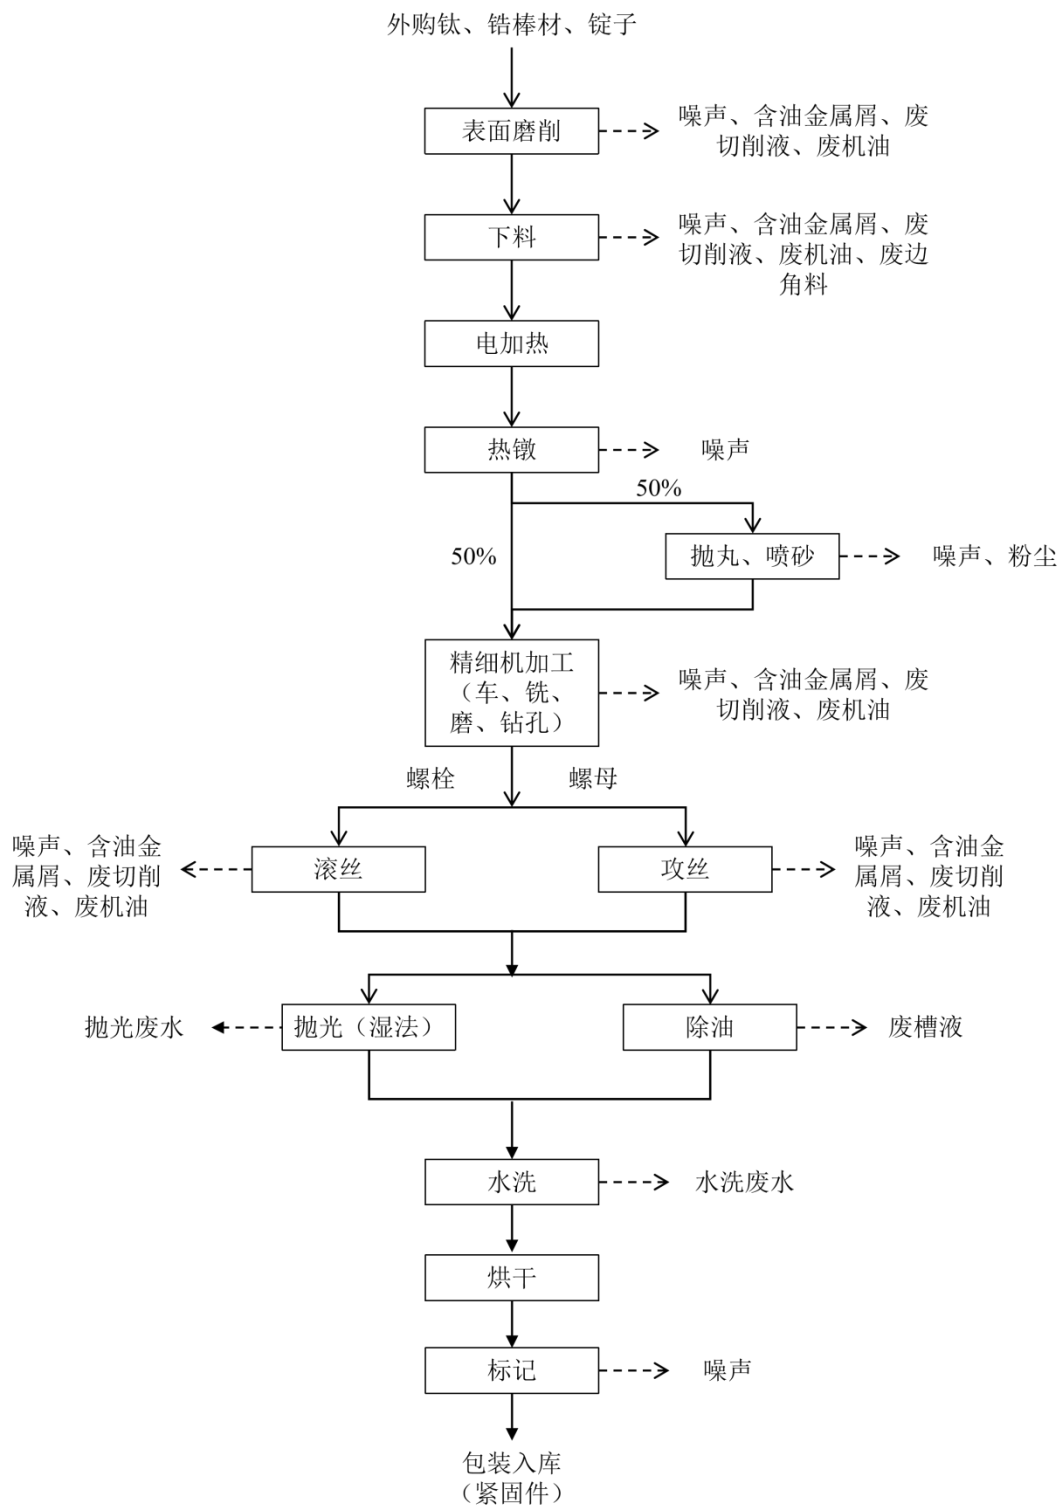 外购钛、锆棒材、锭子
表面磨削
噪声、含油金属屑、废
切削液、废机油
下料
噪声、含油金属屑、废
切削液、废机油、废边
角料
电加热
热镦
噪声
50%
50%
抛丸、喷砂
噪声、粉尘
精细机加工
（车、铣、
磨、钻孔）
噪声、含油金属屑、废
切削液、废机油
螺栓
螺母
噪声、含油金
属屑、废切削
液、废机油
滚丝
攻丝
噪声、含油金
属屑、废切削
液、废机油
抛光废水
抛光（湿法）
除油
废槽液
水洗
水洗废水
烘干
标记
噪声
包装入库
（紧固件）